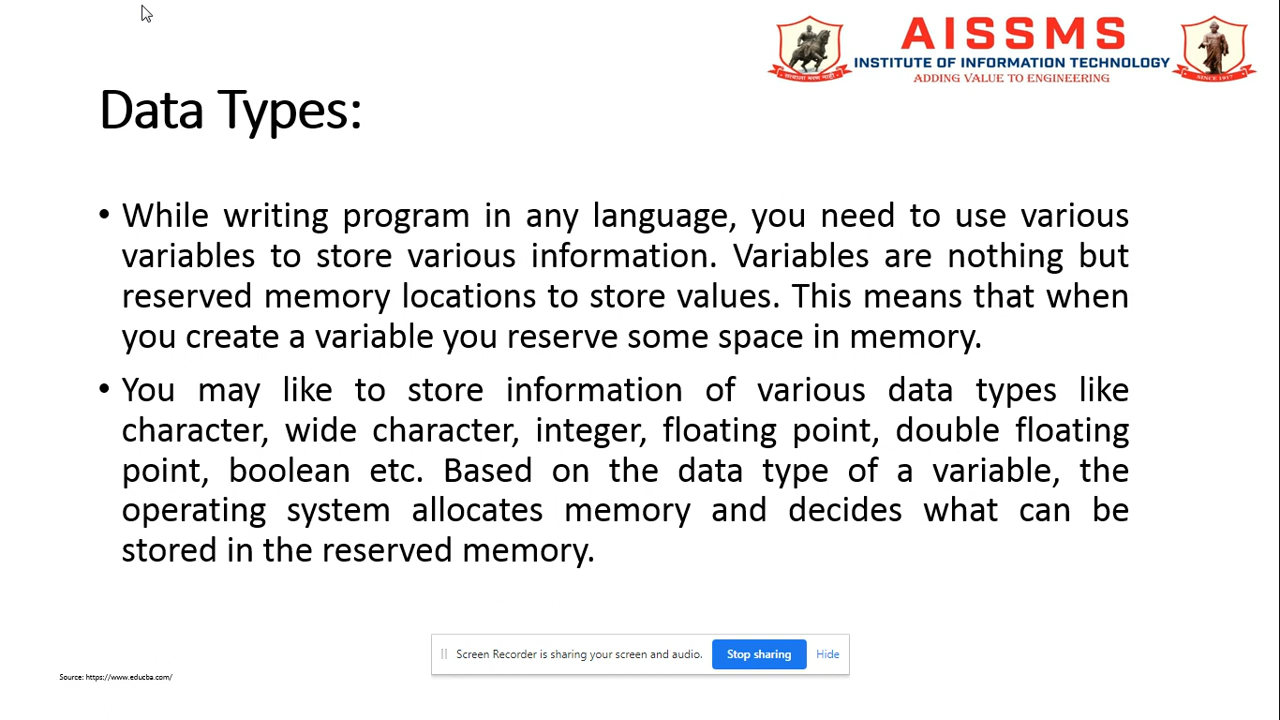 AISSMS
INSTITUTE OF INFORMATION TECHNOLOGY
ADDING VALUE TO ENGINEERING
SINCE 1917
Data Types:
• While writing program in any language, you need to use various
variables to store various information. Variables are nothing but
reserved memory locations to store values. This means that when
you create a variable you reserve some space in memory.
• You may like to store information of various data types like
character, wide character, integer, floating point, double floating
point, boolean etc. Based on the data type of a variable, the
operating system allocates memory and decides what can be
stored in the reserved memory.
Screen Recorder is sharing your screen and audio. Stop sharing Hide
Source: https://www.educba.com/